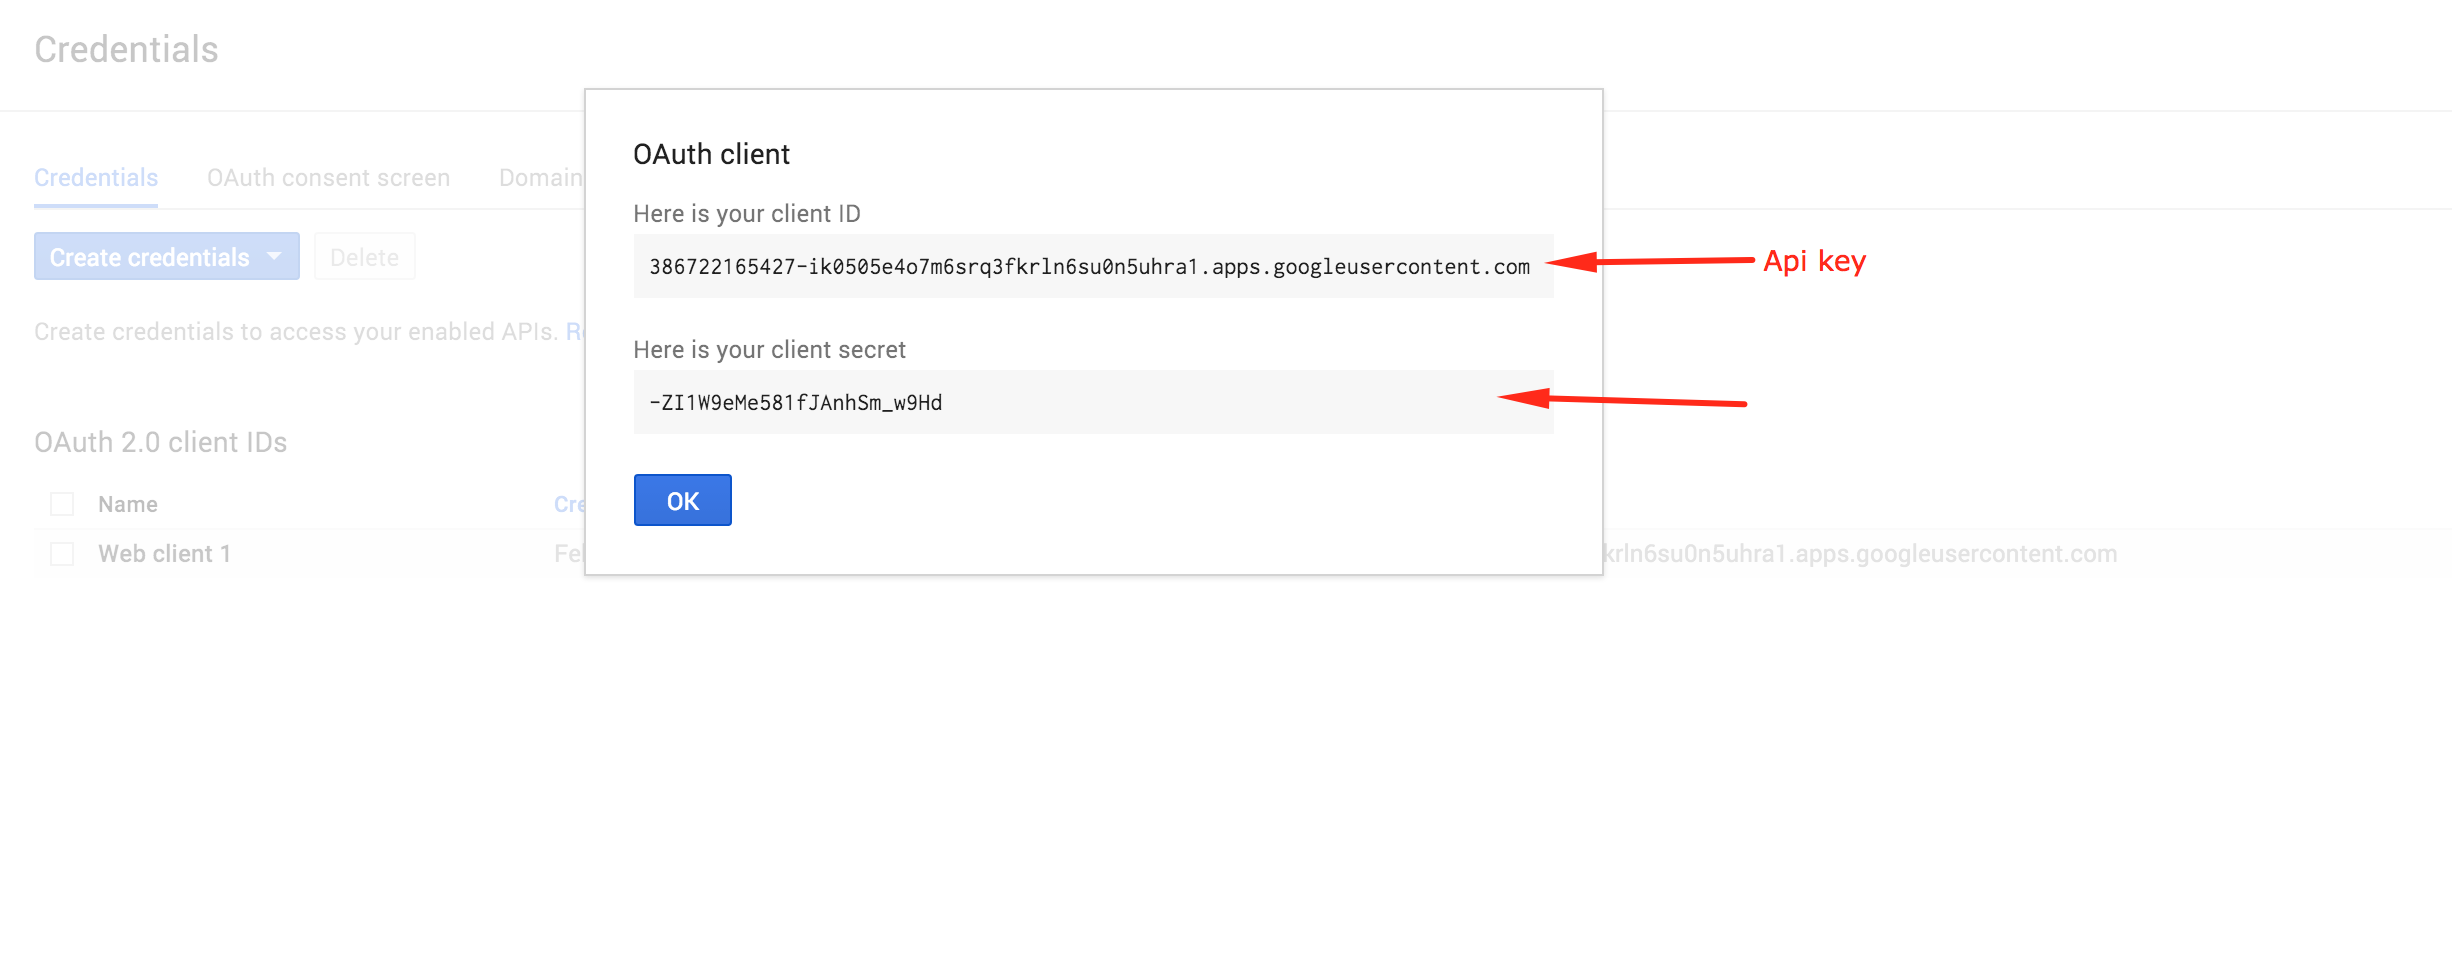 Credentials
Credentials OAuth consent screen Domain
Create credentials Delete
Create credentials to access your enabled APIs.
OAuth 2.0 client IDs
Name
Web client 1
OAuth client
Here is your client ID
386722165427-ik0505e4o7m6srq3fkrln6su0n5uhra1.apps.googleusercontent.com
Api key
Here is your client secret
-ZI1W9eMe581fJAnhSm_w9Hd
OK
krln6su0n5uhra1.apps.googleusercontent.com